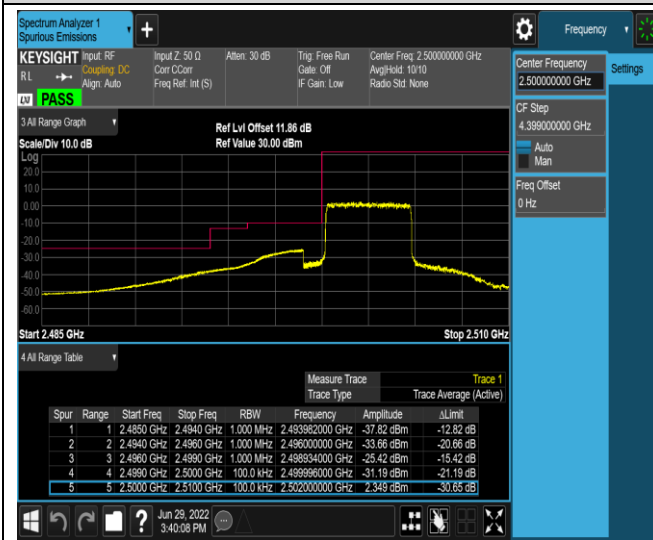 Spectrum Analyzer 1
Spurious Emissions
+
Frequency
KEYSIGHT Input: RF Input Z: 50 Ω Atten: 30 dB Trig: Free Run Center Freq: 2.500000000 GHz
RL Coupling: DC Corr CCorr Gate: Off Avg|Hold: 10/10
Align: Auto Freq Ref: Int (S) IF Gain: Low Radio Std: None
LXI PASS
3 All Range Graph
Ref Lvl Offset 11.86 dB
Scale/Div 10.0 dB Ref Value 30.00 dBm
Log
20.0
10.0
0.00
-10.0
-20.0
-30.0
-40.0
-50.0
-60.0
Start 2.485 GHz Stop 2.510 GHz
4 All Range Table
Measure Trace Trace 1
Trace Type Trace Average (Active)
Spur Range Start Freq Stop Freq RBW Frequency Amplitude ΔLimit
1 1 2.4850 GHz 2.4940 GHz 1.000 MHz 2.493982000 GHz -37.82 dBm -12.82 dB
2 2 2.4940 GHz 2.4960 GHz 1.000 MHz 2.496000000 GHz -33.66 dBm -20.66 dB
3 3 2.4960 GHz 2.4990 GHz 1.000 MHz 2.498934000 GHz -25.42 dBm -15.42 dB
4 4 2.4990 GHz 2.5000 GHz 100.0 kHz 2.499996000 GHz -31.19 dBm -21.19 dB
5 5 2.5000 GHz 2.5100 GHz 100.0 kHz 2.502000000 GHz 2.349 dBm -30.65 dB
? Jun 29, 2022
3:40:08 PM
Center Frequency
2.500000000 GHz
Settings
CF Step
4.399000000 GHz
Auto
Man
Freq Offset
0 Hz